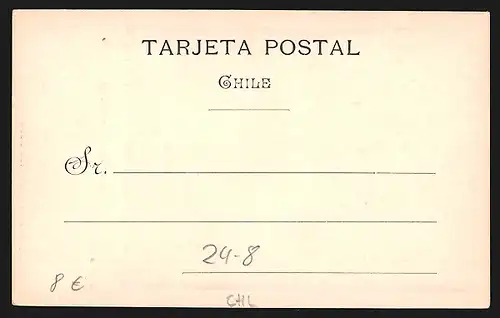 TARJETA POSTAL
CHILE
Sr.
24-8
8 €
CHL